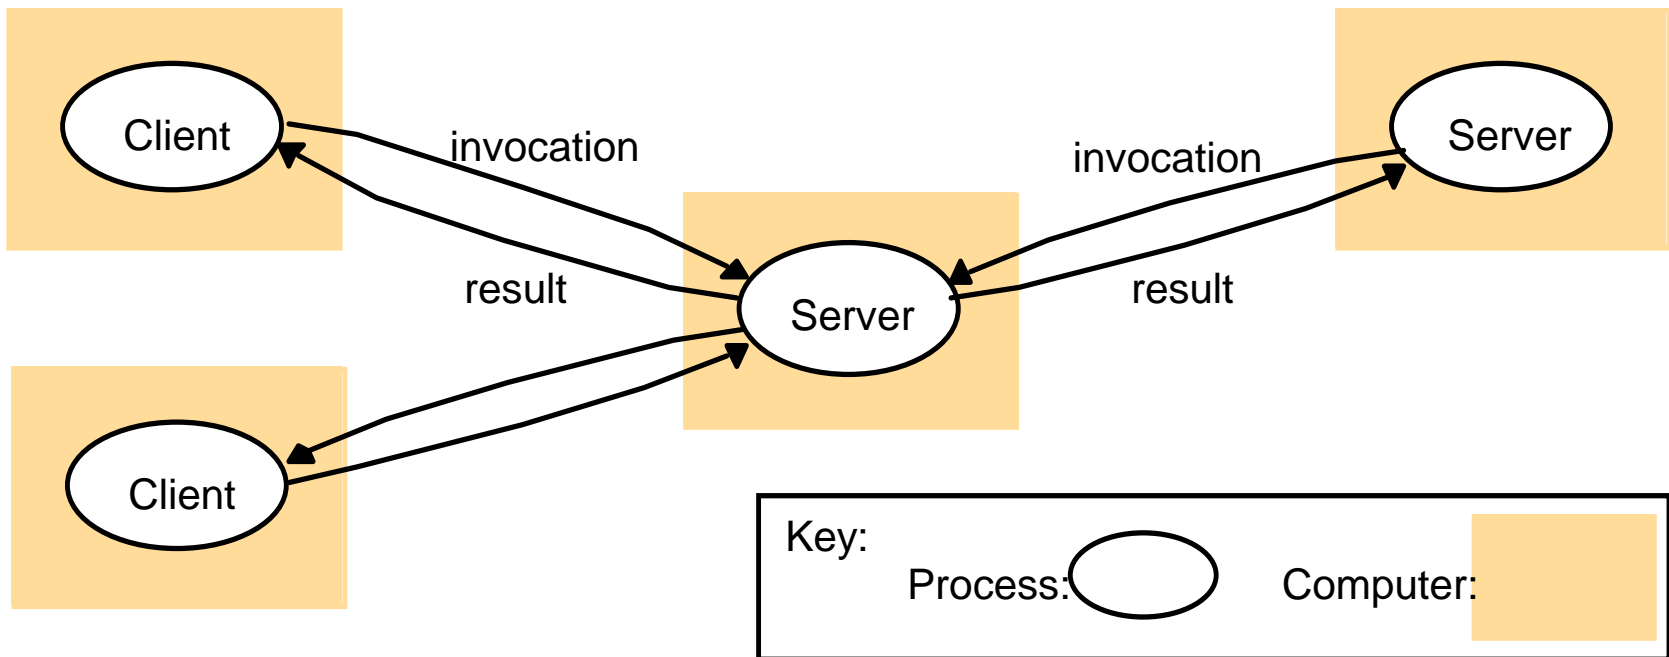 Client
invocation
result
Server
invocation
result
Server
Client
Key:
Process:
Computer: